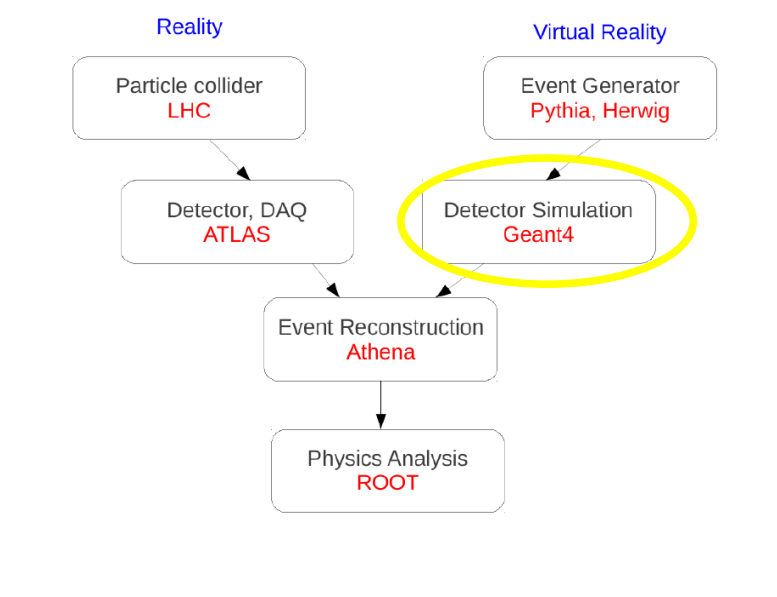 Reality
Virtual Reality
Particle collider
LHC
Event Generator
Pythia, Herwig
Detector, DAQ
ATLAS
Detector Simulation
Geant4
Event Reconstruction
Athena
Physics Analysis
ROOT